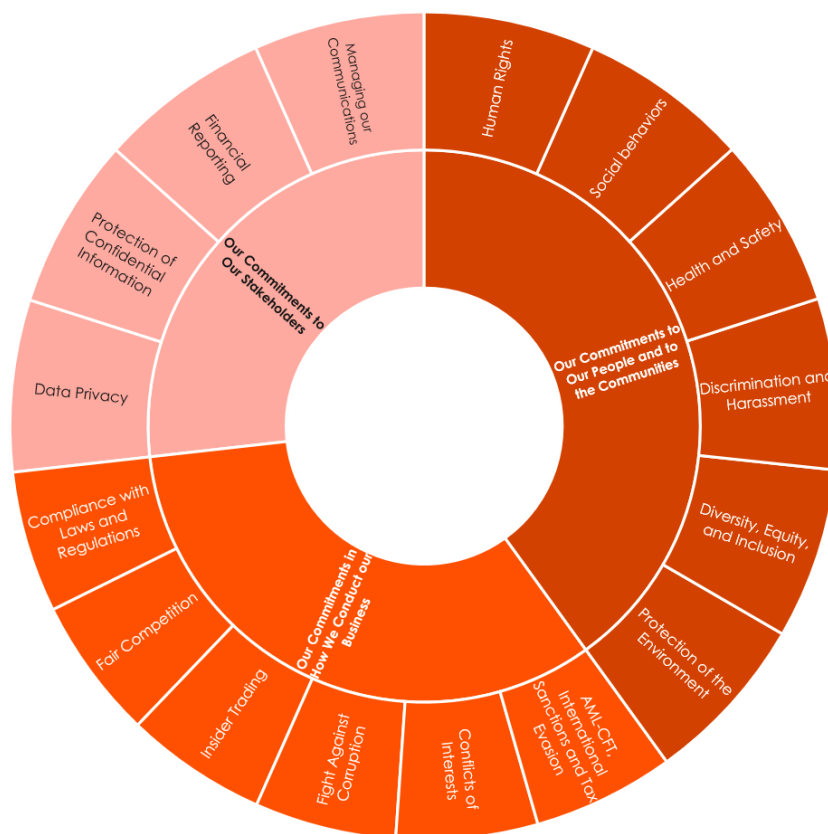 Our Commitments to
Our People and to
the Communities
Human Rights
Social behaviors
Health and Safety
Discrimination and
Harassment
Diversity, Equity,
and Inclusion
Protection of the
Environment
Our Commitments in
How We Conduct our
Business
AML-CFT,
International
Sanctions and Tax
Evasion
Conflicts of
Interests
Fight Against
Corruption
Insider Trading
Fair Competition
Compliance with
Laws and
Regulations
Our Commitments to
Our Stakeholders
Data Privacy
Protection of
Confidential
Information
Financial
Reporting
Managing our
Communications